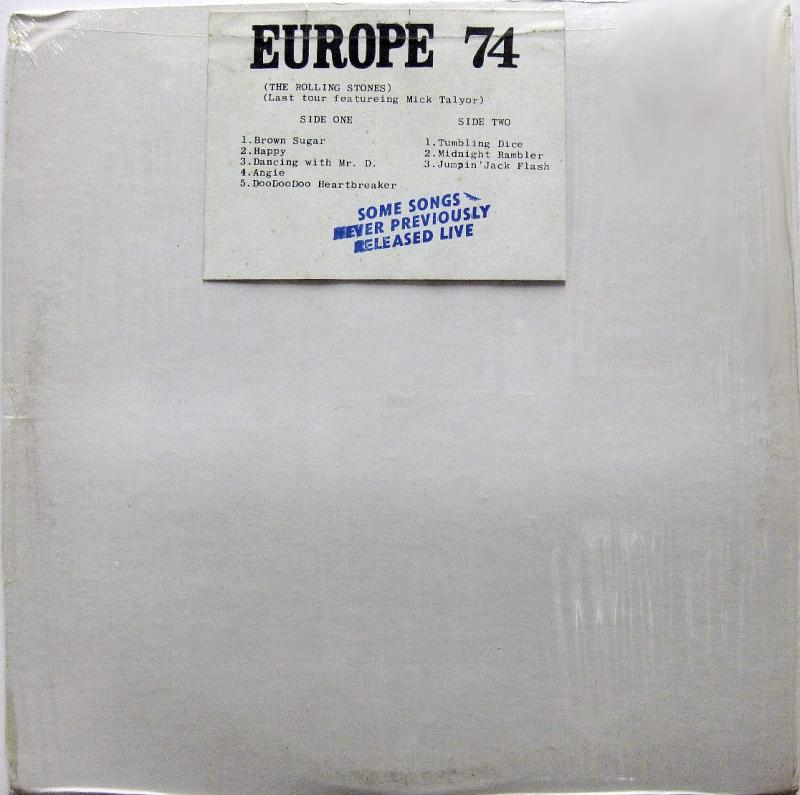 EUROPE 74
(THE ROLLING STONES)
(Last tour featureing Mick Talyor)
SIDE ONE
1.Brown Sugar
2.Happy
3.Dancing with Mr. D.
4.Angie
5.DooDooDoo Heartbreaker
SIDE TWO
1.Tumbling Dice
2.Midnight Rambler
3.Jumpin'Jack Flash
SOME SONGS
NEVER PREVIOUSLY
RELEASED LIVE